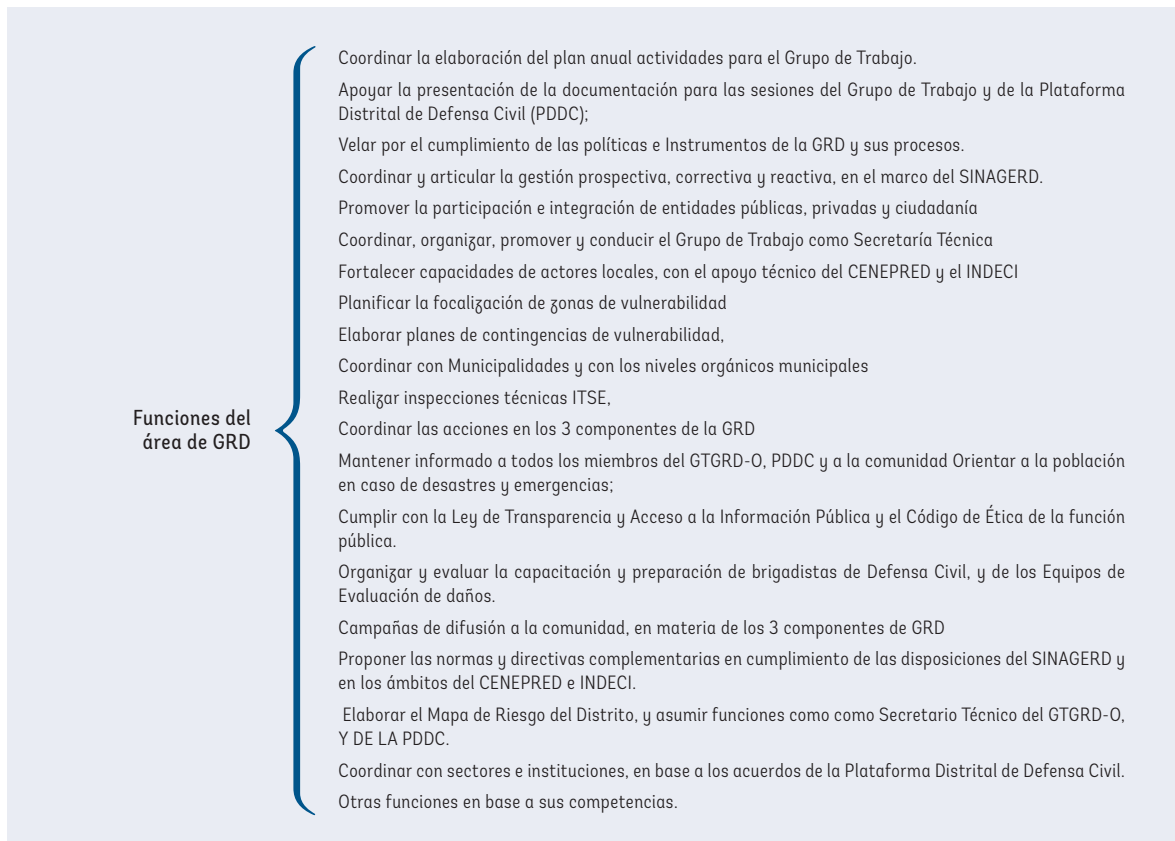 Funciones del
área de GRD
Coordinar la elaboración del plan anual actividades para el Grupo de Trabajo.
Apoyar la presentación de la documentación para las sesiones del Grupo de Trabajo y de la Plataforma
Distrital de Defensa Civil (PDDC);
Velar por el cumplimiento de las políticas e Instrumentos de la GRD y sus procesos.
Coordinar y articular la gestión prospectiva, correctiva y reactiva, en el marco del SINAGERD.
Promover la participación e integración de entidades públicas, privadas y ciudadanía
Coordinar, organizar, promover y conducir el Grupo de Trabajo como Secretaría Técnica
Fortalecer capacidades de actores locales, con el apoyo técnico del CENEPRED y el INDECI
Planificar la focalización de zonas de vulnerabilidad
Elaborar planes de contingencias de vulnerabilidad,
Coordinar con Municipalidades y con los niveles orgánicos municipales
Realizar inspecciones técnicas ITSE,
Coordinar las acciones en los 3 componentes de la GRD
Mantener informado a todos los miembros del GTGRD-O, PDDC y a la comunidad Orientar a la población
en caso de desastres y emergencias;
Cumplir con la Ley de Transparencia y Acceso a la Información Pública y el Código de Ética de la función
pública.
Organizar y evaluar la capacitación y preparación de brigadistas de Defensa Civil, y de los Equipos de
Evaluación de daños.
Campañas de difusión a la comunidad, en materia de los 3 componentes de GRD
Proponer las normas y directivas complementarias en cumplimiento de las disposiciones del SINAGERD y
en los ámbitos del CENEPRED e INDECI.
Elaborar el Mapa de Riesgo del Distrito, y asumir funciones como como Secretario Técnico del GTGRD-O,
Y DE LA PDDC.
Coordinar con sectores e instituciones, en base a los acuerdos de la Plataforma Distrital de Defensa Civil.
Otras funciones en base a sus competencias.